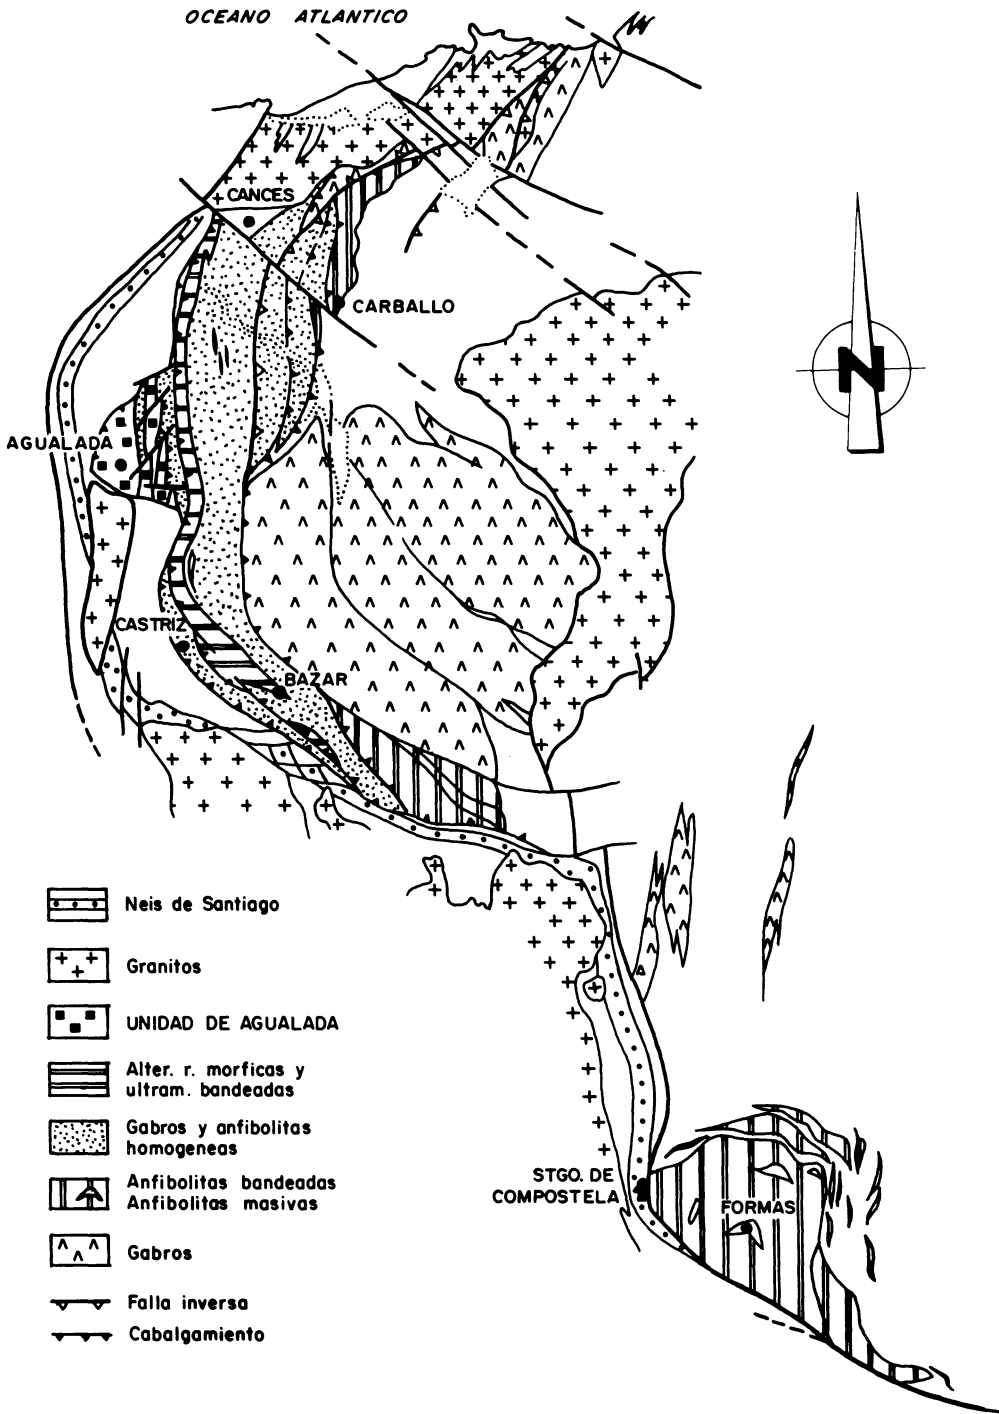 OCEANO ATLANTICO
CANCES
CARBALLO
N
AGUALADA
CASTRIZ
BAZAR
Neis de Santiago
Granitos
UNIDAD DE AGUALADA
Alter. r. morficas y
ultram. bandeadas
Gabros y anfibolitas
homogeneas
Anfibolitas bandeadas
Anfibolitas masivas
Gabros
Falla inversa
Cabalgamiento
STGO. DE
COMPOSTELA
FORMAS